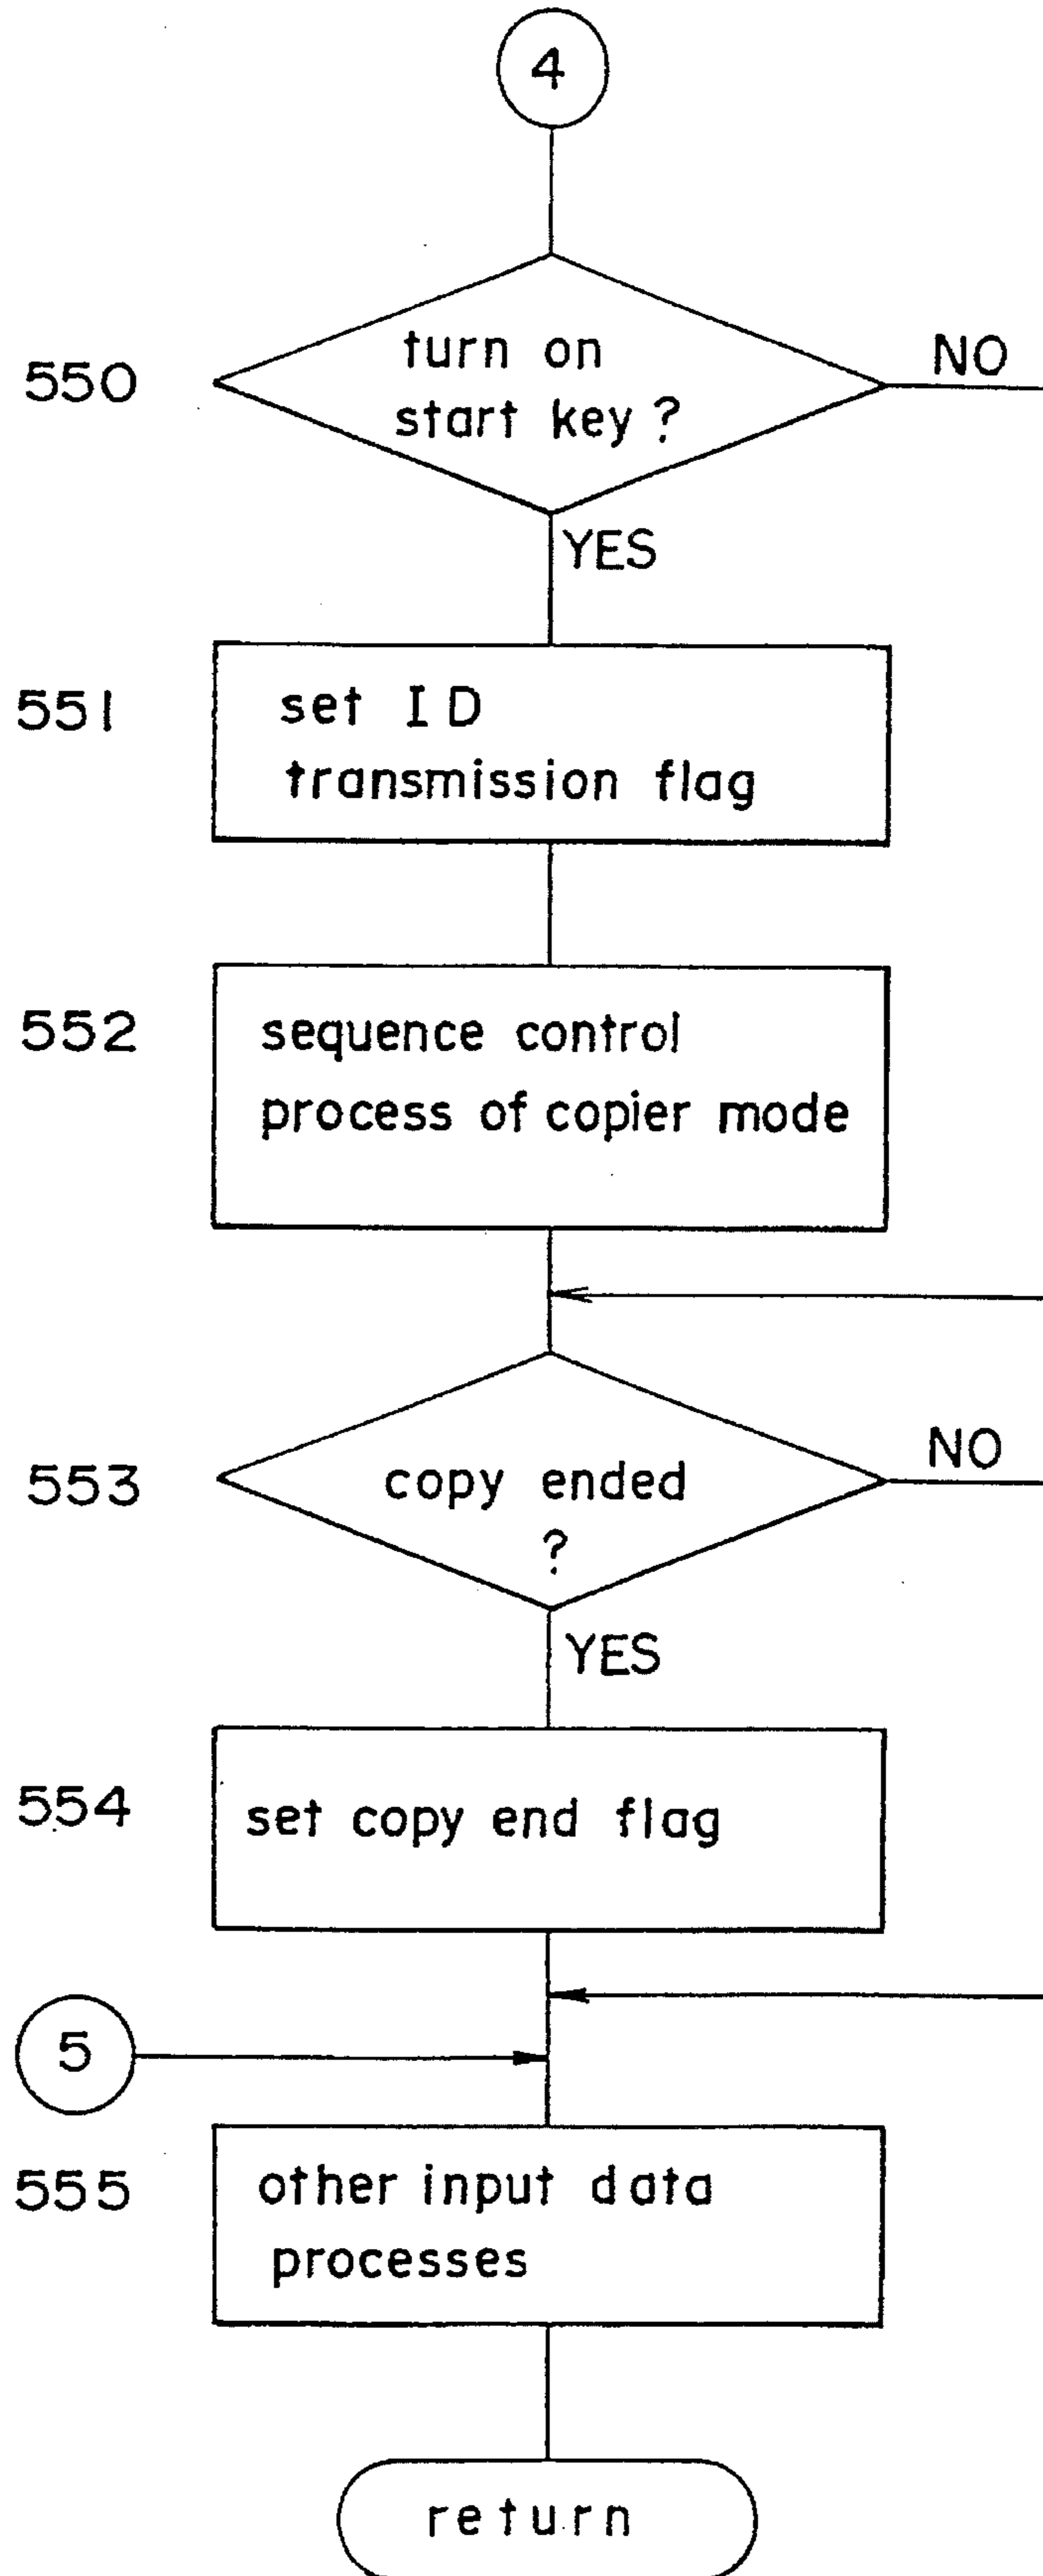 4
550
turn on
start key ?
NO
YES
551
set ID
transmission flag
552
sequence control
process of copier mode
553
copy ended
?
NO
YES
554
set copy end flag
5
555
other input data
processes
return